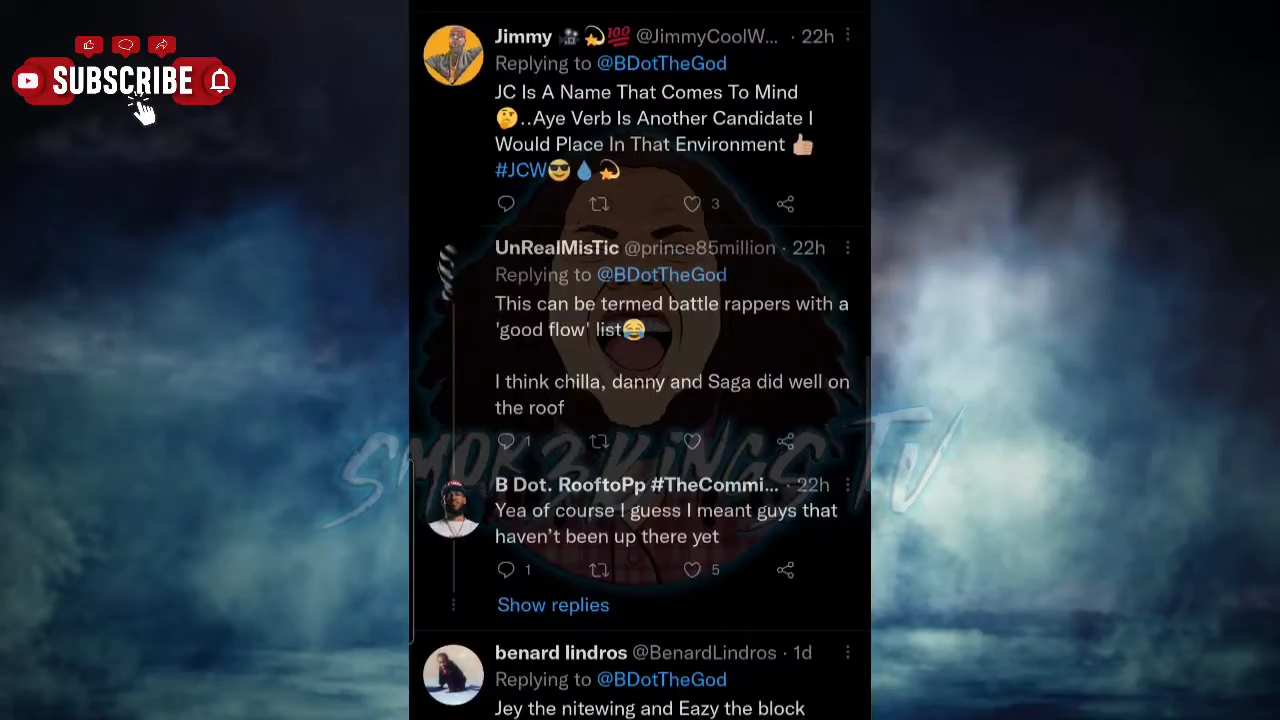 SUBSCRIBE
Jimmy 🎥💫💯 @JimmyCoolW... · 22h
Replying to @BDotTheGod
JC Is A Name That Comes To Mind
🤔..Aye Verb Is Another Candidate I
Would Place In That Environment 👍🏼
#JCW😎💧💫
3
UnRealMisTic @prince85million · 22h
Replying to @BDotTheGod
This can be termed battle rappers with a
'good flow' list😂
I think chilla, danny and Saga did well on
the roof
1
SMOK3KINGS TV
B Dot. RooftoPp #TheCommi... · 22h
Yea of course I guess I meant guys that
haven't been up there yet
1 5
Show replies
benard lindros @BenardLindros · 1d
Replying to @BDotTheGod
Jey the nitewing and Eazy the block